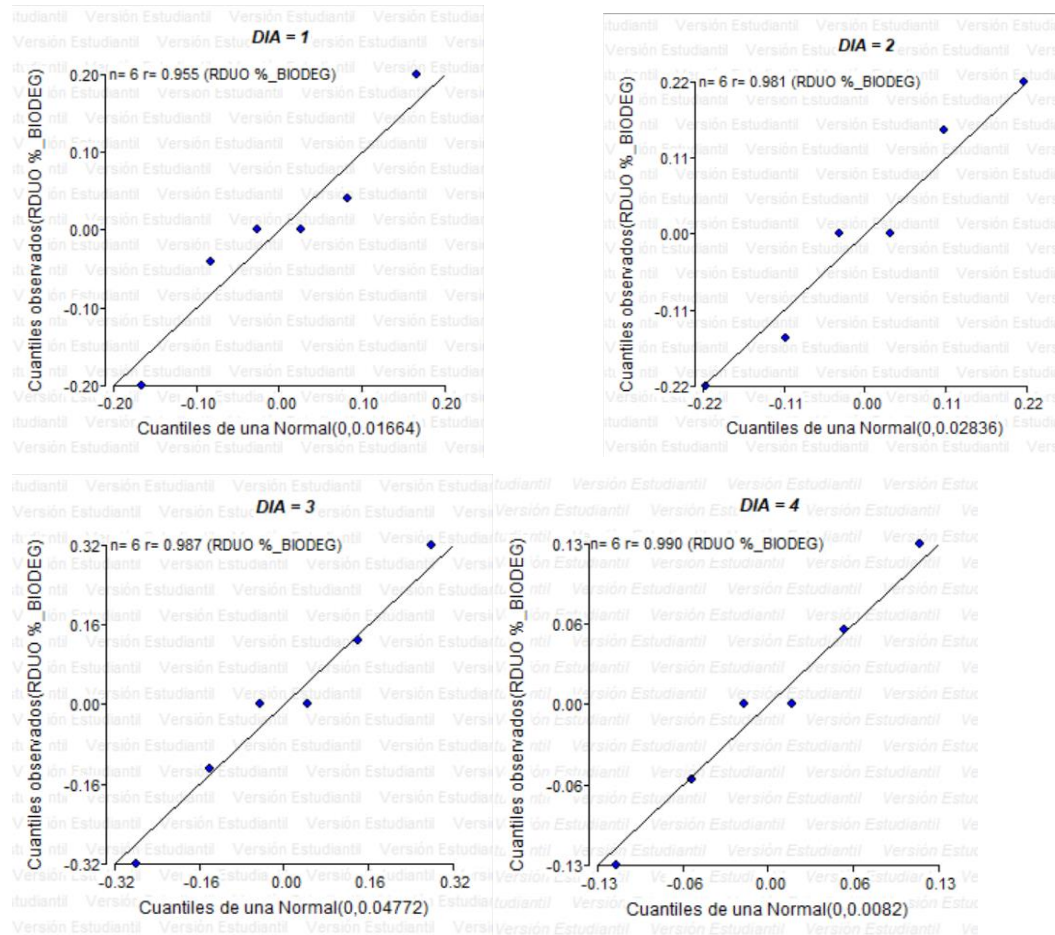 DIA = 1
n= 6 r= 0.955 (RDUO %_BIODEG)
Cuantiles observados(RDUO %_BIODEG)
0.20
0.10
0.00
-0.10
-0.20
-0.20 -0.10 0.00 0.10 0.20
Cuantiles de una Normal(0,0.01664)
DIA = 2
n= 6 r= 0.981 (RDUO %_BIODEG)
Cuantiles observados(RDUO %_BIODEG)
0.22
0.11
0.00
-0.11
-0.22
-0.22 -0.11 0.00 0.11 0.22
Cuantiles de una Normal(0,0.02836)
DIA = 3
n= 6 r= 0.987 (RDUO %_BIODEG)
Cuantiles observados(RDUO %_BIODEG)
0.32
0.16
0.00
-0.16
-0.32
-0.32 -0.16 0.00 0.16 0.32
Cuantiles de una Normal(0,0.04772)
DIA = 4
n= 6 r= 0.990 (RDUO %_BIODEG)
Cuantiles observados(RDUO %_BIODEG)
0.13
0.06
0.00
-0.06
-0.13
-0.13 -0.06 0.00 0.06 0.13
Cuantiles de una Normal(0,0.0082)
Versión Estudiantil